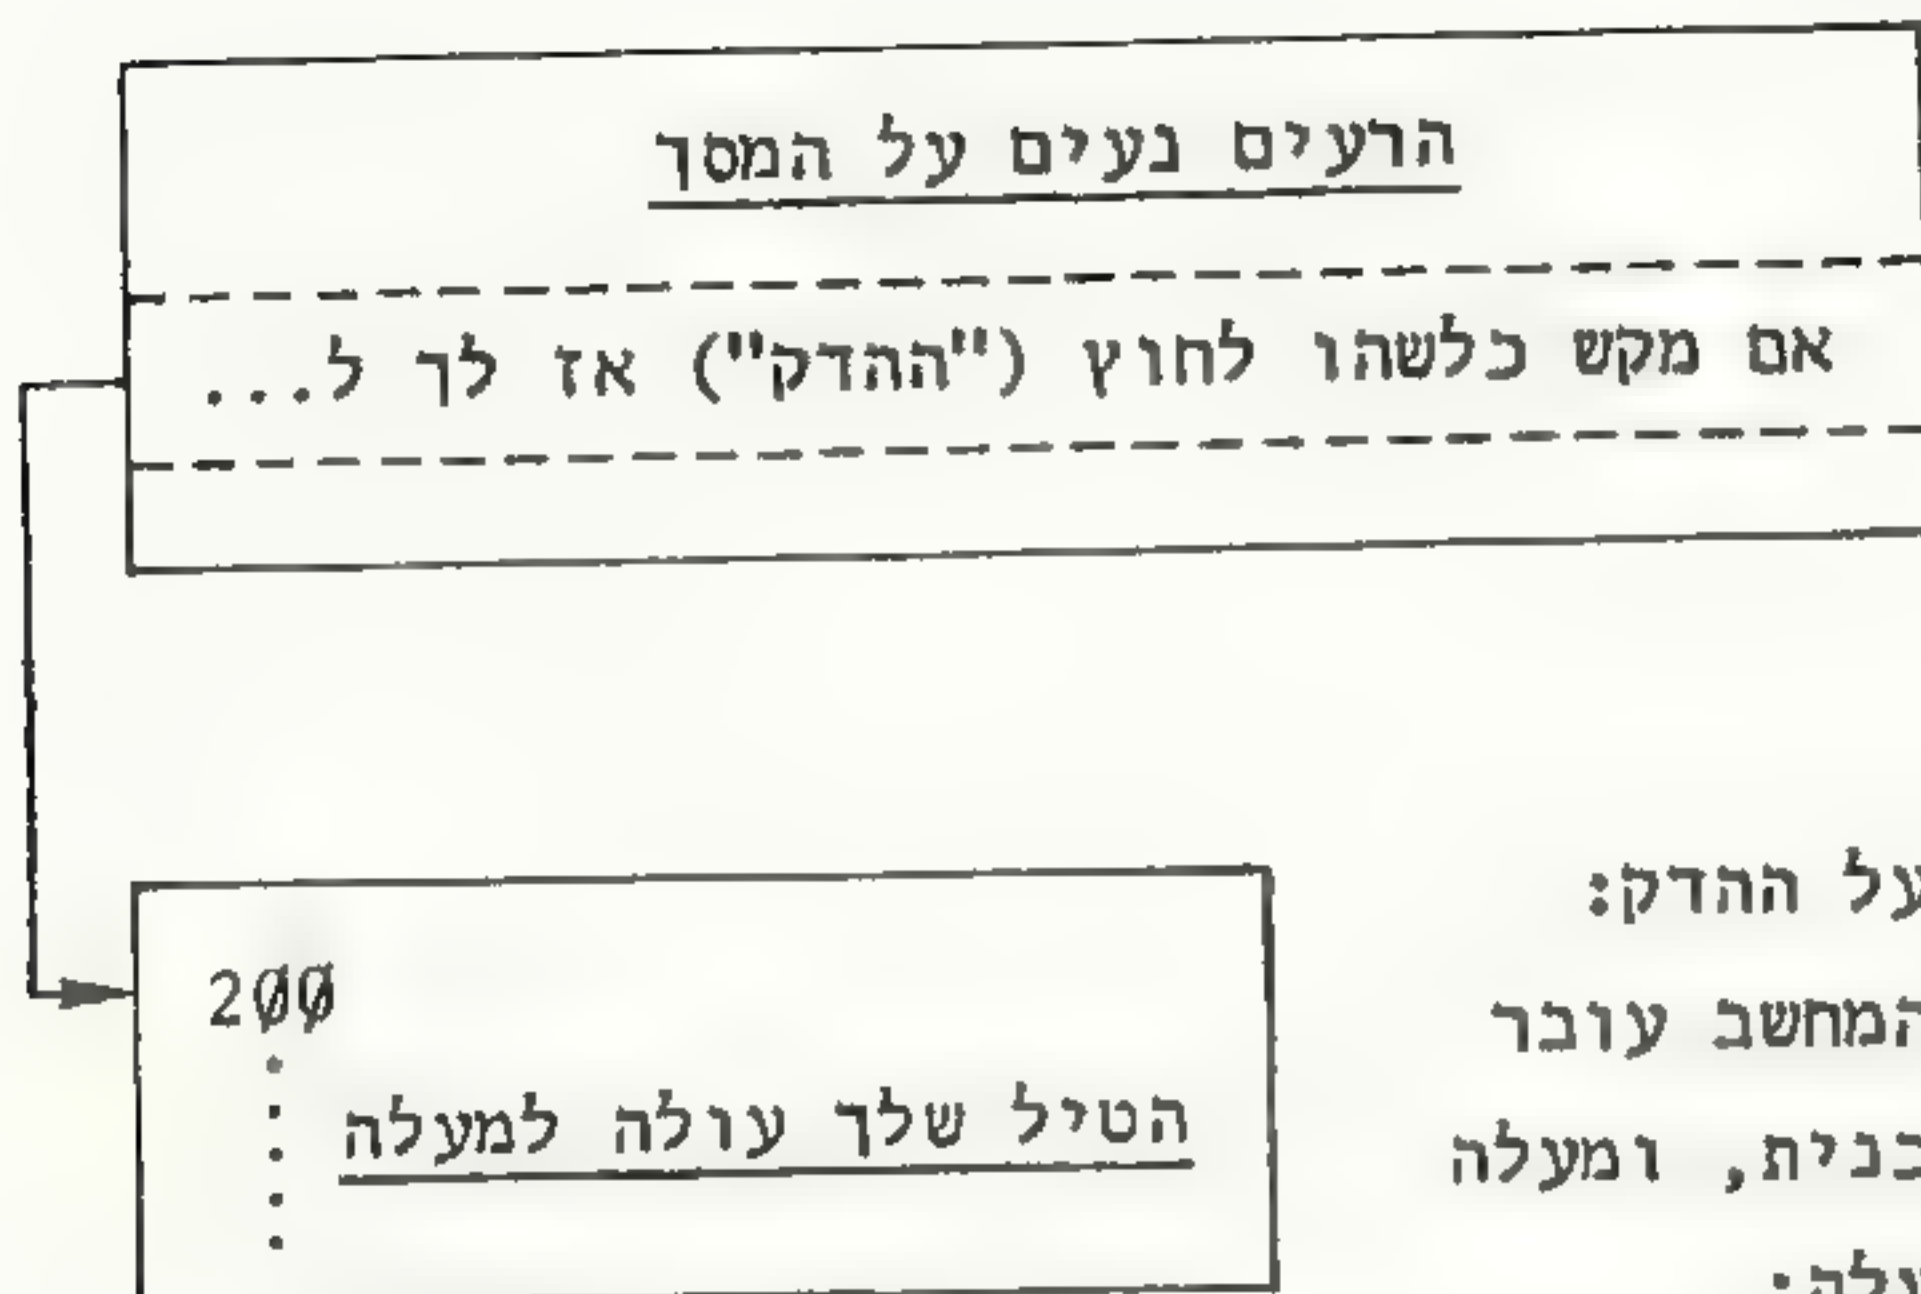 הרעים נעים על המסך
אם מקש כלשהו לחוץ ("ההדק") אז לך ל...
על ההדק:
200
המחשב עובר
הטיל שלך עולה למעלה
ומעלה